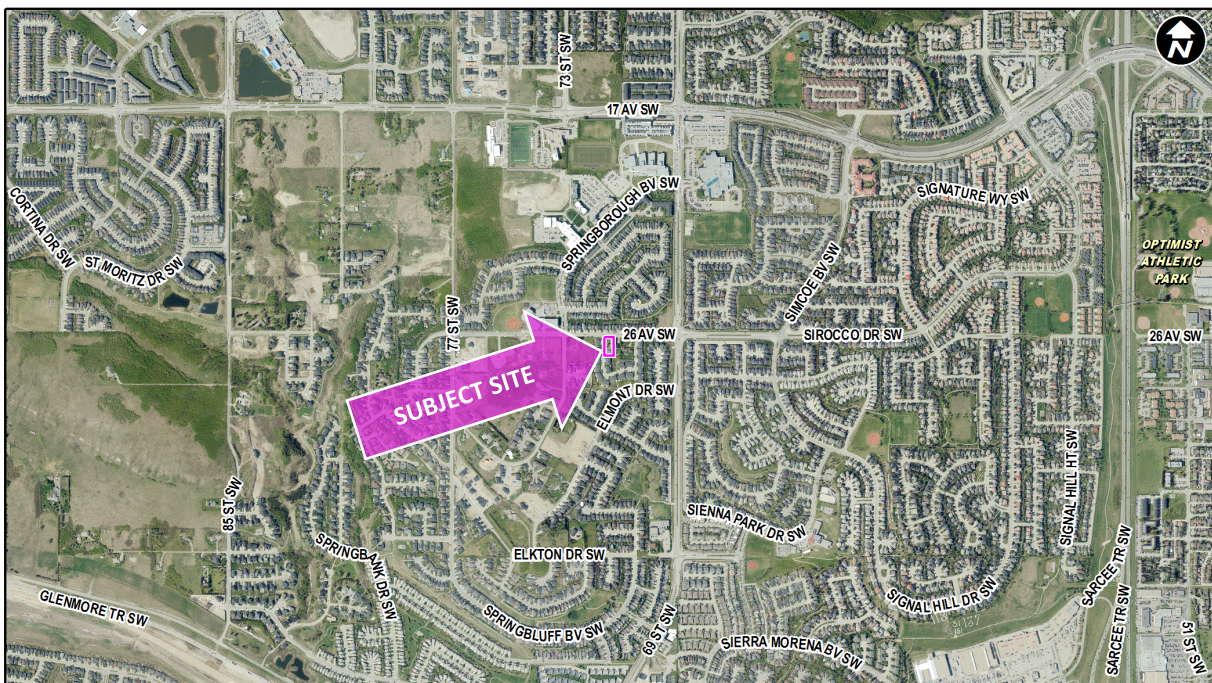 N
73 ST SW
17 AV SW
CORTINA DR SW
ST MORITZ DR SW
SPRINGBOROUGH BV SW
SIGNATURE WY SW
OPTIMIST
ATHLETIC
PARK
SIMCOE BV SW
77 ST SW
26 AV SW
SIROCCO DR SW
26 AV SW
SUBJECT SITE
ELMONT DR SW
85 ST SW
SIENNA PARK DR SW
SIGNAL HILL HT SW
SPRINGBANK DR SW
ELKTON DR SW
GLENMORE TR SW
SPRINGBLUFF BV SW
69 ST SW
SIERRA MORENA BV SW
SIGNAL HILL DR SW
SARCEE TR SW
SARCEE TR SW
51 ST SW